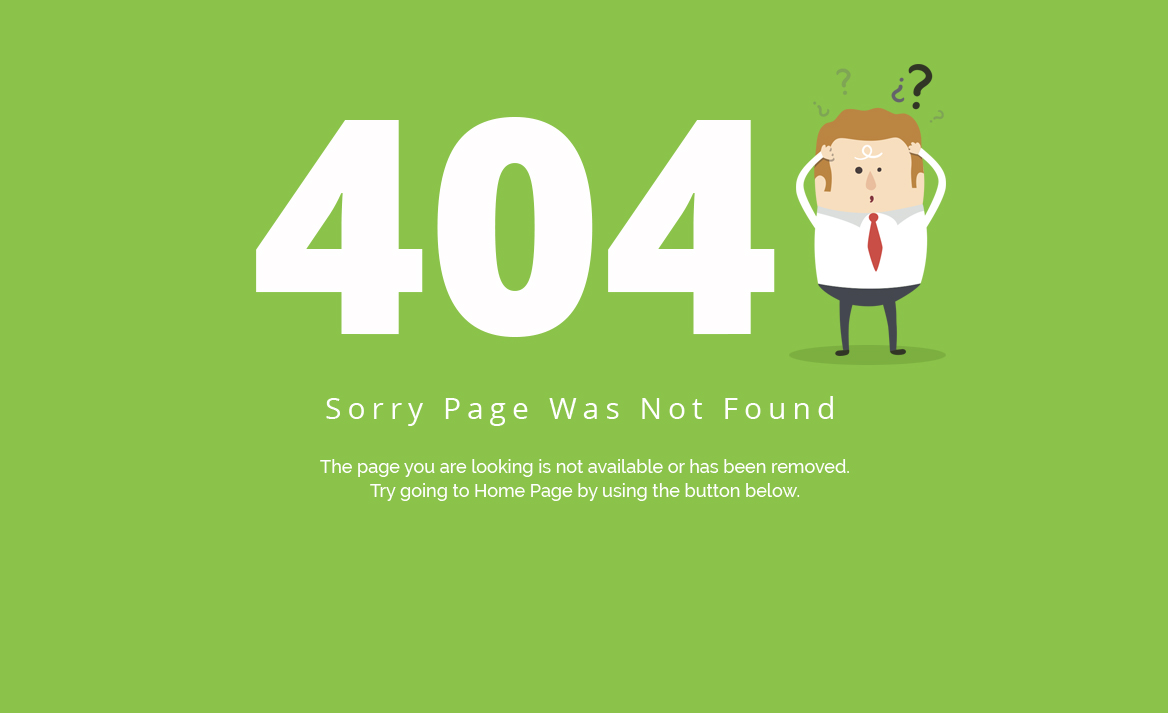 404
Sorry Page Was Not Found
The page you are looking is not available or has been removed.
Try going to Home Page by using the button below.